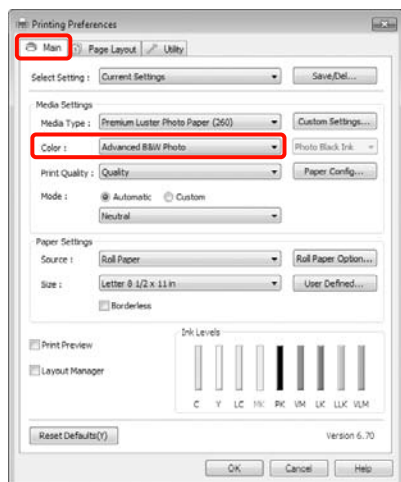 Printing Preferences
Main Page Layout Utility
Select Setting : Current Settings Save/Del...
Media Settings
Media Type : Premium Luster Photo Paper (260) Custom Settings...
Color : Advanced B&W Photo Photo Black Ink
Print Quality : Quality Paper Config...
Mode : Automatic Custom
Neutral
Paper Settings
Source : Roll Paper Roll Paper Option...
Size : Letter 8 1/2 x 11 in User Defined...
Borderless
Ink Levels
Print Preview
Layout Manager
C Y LC MK PK VM LK LLK VLM
Reset Defaults(Y) Version 6.70
OK Cancel Help